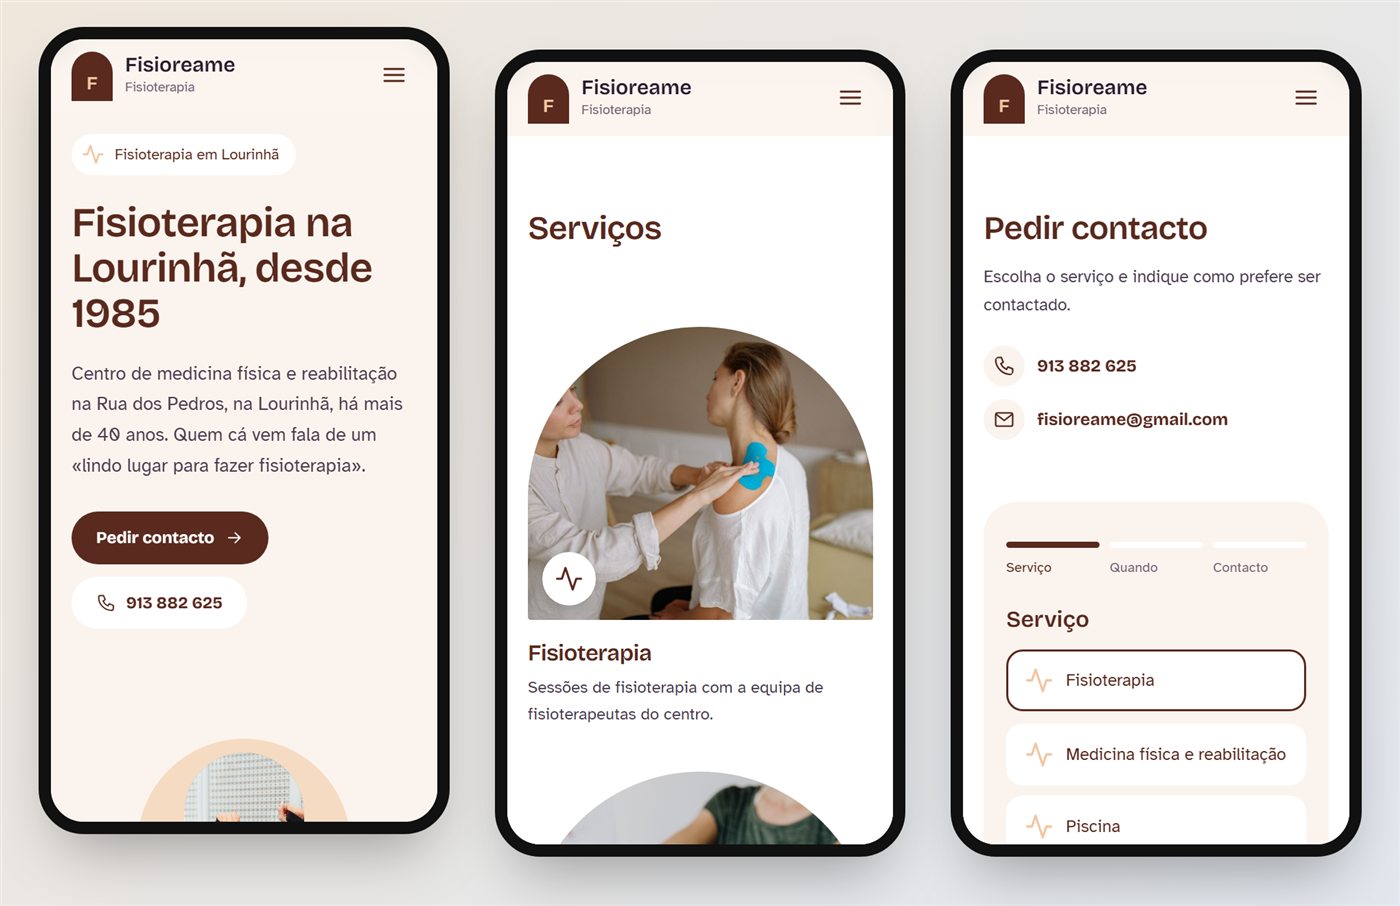 F
Fisioreame
Fisioterapia
Fisioterapia em Lourinhã
Fisioterapia na
Lourinhã, desde
1985
Centro de medicina física e reabilitação
na Rua dos Pedros, na Lourinhã, há mais
de 40 anos. Quem cá vem fala de um
«lindo lugar para fazer fisioterapia».
Pedir contacto →
913 882 625
F
Fisioreame
Fisioterapia
Serviços
Fisioterapia
Sessões de fisioterapia com a equipa de
fisioterapeutas do centro.
F
Fisioreame
Fisioterapia
Pedir contacto
Escolha o serviço e indique como prefere ser
contactado.
913 882 625
fisioreame@gmail.com
Serviço Quando Contacto
Serviço
Fisioterapia
Medicina física e reabilitação
Piscina